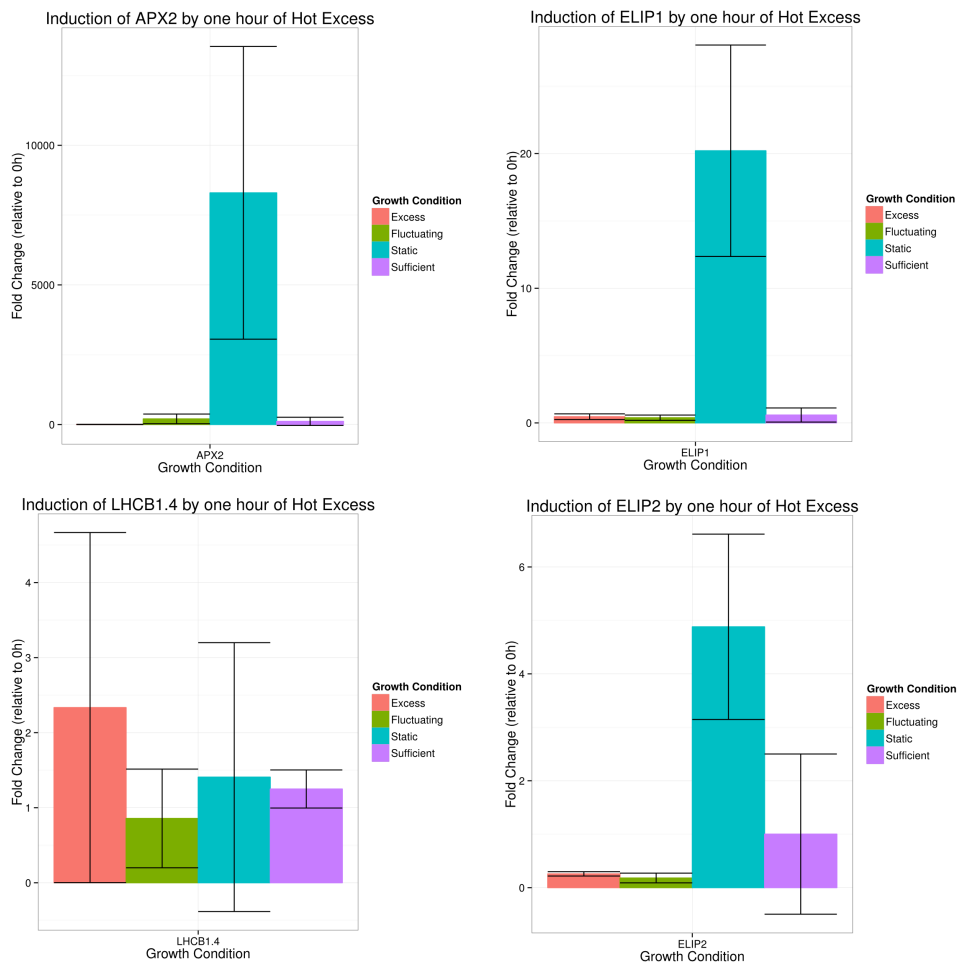 Induction of APX2 by one hour of Hot Excess
Fold Change (relative to 0h)
10000
5000
0
APX2
Growth Condition
Growth Condition
Excess
Fluctuating
Static
Sufficient
Induction of ELIP1 by one hour of Hot Excess
Fold Change (relative to 0h)
20
10
0
ELIP1
Growth Condition
Growth Condition
Excess
Fluctuating
Static
Sufficient
Induction of LHCB1.4 by one hour of Hot Excess
Fold Change (relative to 0h)
4
3
2
1
0
LHCB1.4
Growth Condition
Growth Condition
Excess
Fluctuating
Static
Sufficient
Induction of ELIP2 by one hour of Hot Excess
Fold Change (relative to 0h)
6
4
2
0
ELIP2
Growth Condition
Growth Condition
Excess
Fluctuating
Static
Sufficient